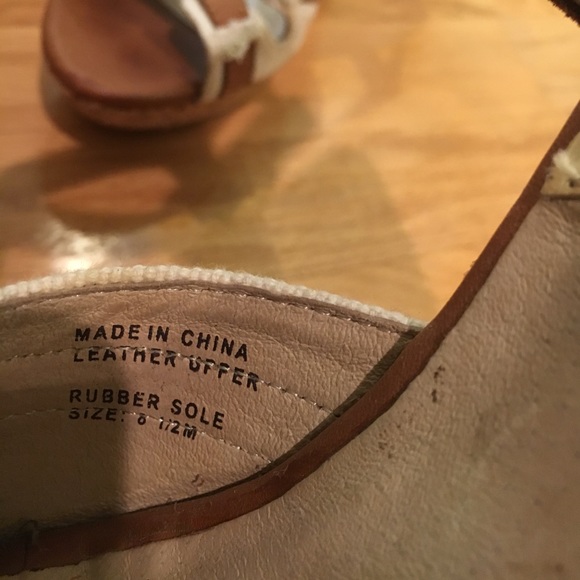 MADE IN CHINA
LEATHER UPPER
RUBBER SOLE
SIZE: 8 1/2M